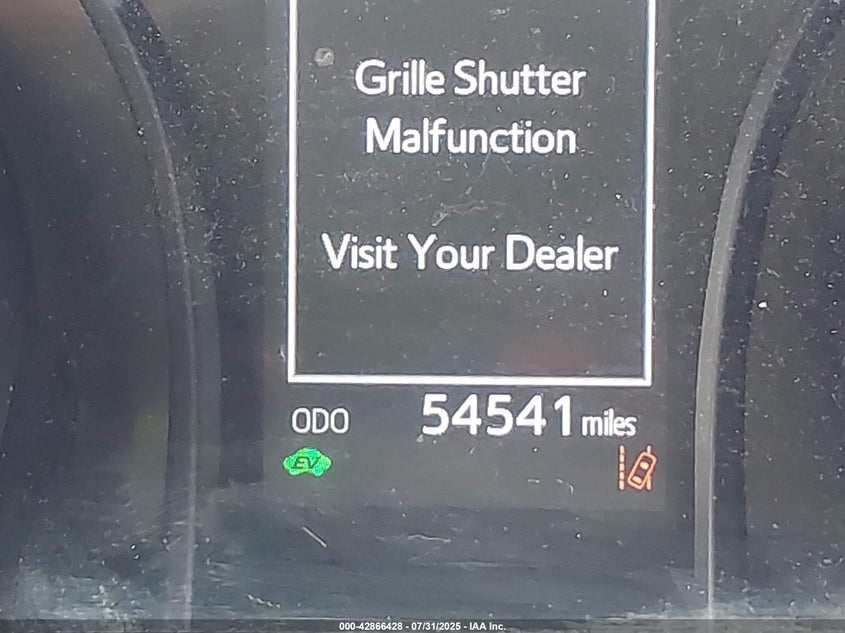 Grille Shutter
Malfunction
Visit Your Dealer
ODO 54541 miles
EV
000-42866428 - 07/31/2025 - IAA Inc.